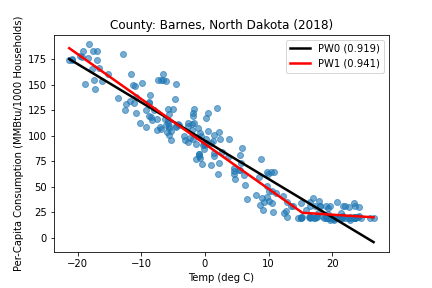 County: Barnes, North Dakota (2018)
PW0 (0.919)
PW1 (0.941)
Per-Capita Consumption (MMBtu/1000 Households)
175
150
125
100
75
50
25
0
−20
−10
0
10
20
Temp (deg C)